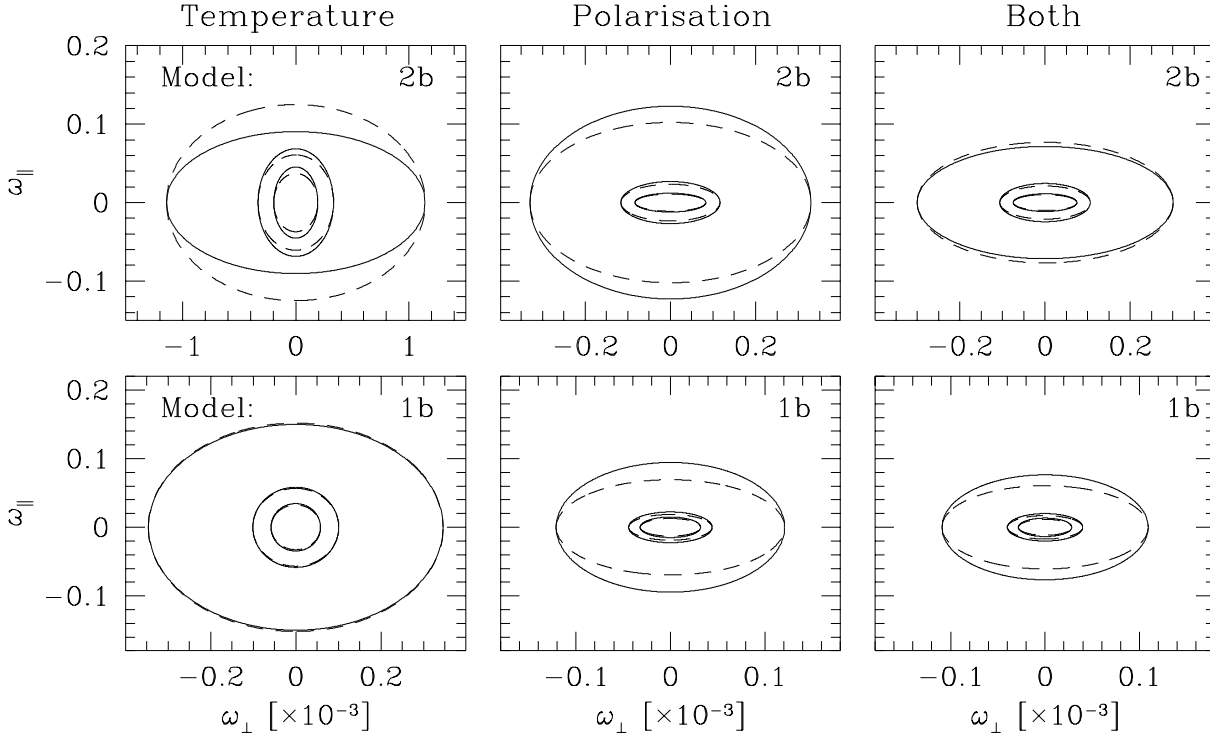 Temperature Polarisation Both
0.2 Model: 2b 2b 2b
0.1
ω∥ 0
−0.1
−1 0 1 −0.2 0 0.2 −0.2 0 0.2
0.2 Model: 1b 1b 1b
0.1
ω∥ 0
−0.1
−0.2 0 0.2 −0.1 0 0.1 −0.1 0 0.1
ω⊥ [×10⁻³] ω⊥ [×10⁻³] ω⊥ [×10⁻³]